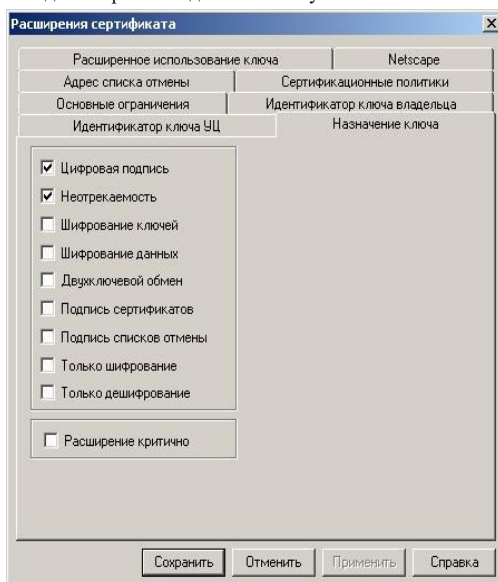 Расширения сертификата
Расширенное использование ключа Netscape
Адрес списка отмены Сертификационные политики
Основные ограничения Идентификатор ключа владельца
Идентификатор ключа УЦ Назначение ключа
Цифровая подпись
Неотрекаемость
Шифрование ключей
Шифрование данных
Двухключевой обмен
Подпись сертификатов
Подпись списков отмены
Только шифрование
Только дешифрование
Расширение критично
Сохранить Отменить Применить Справка